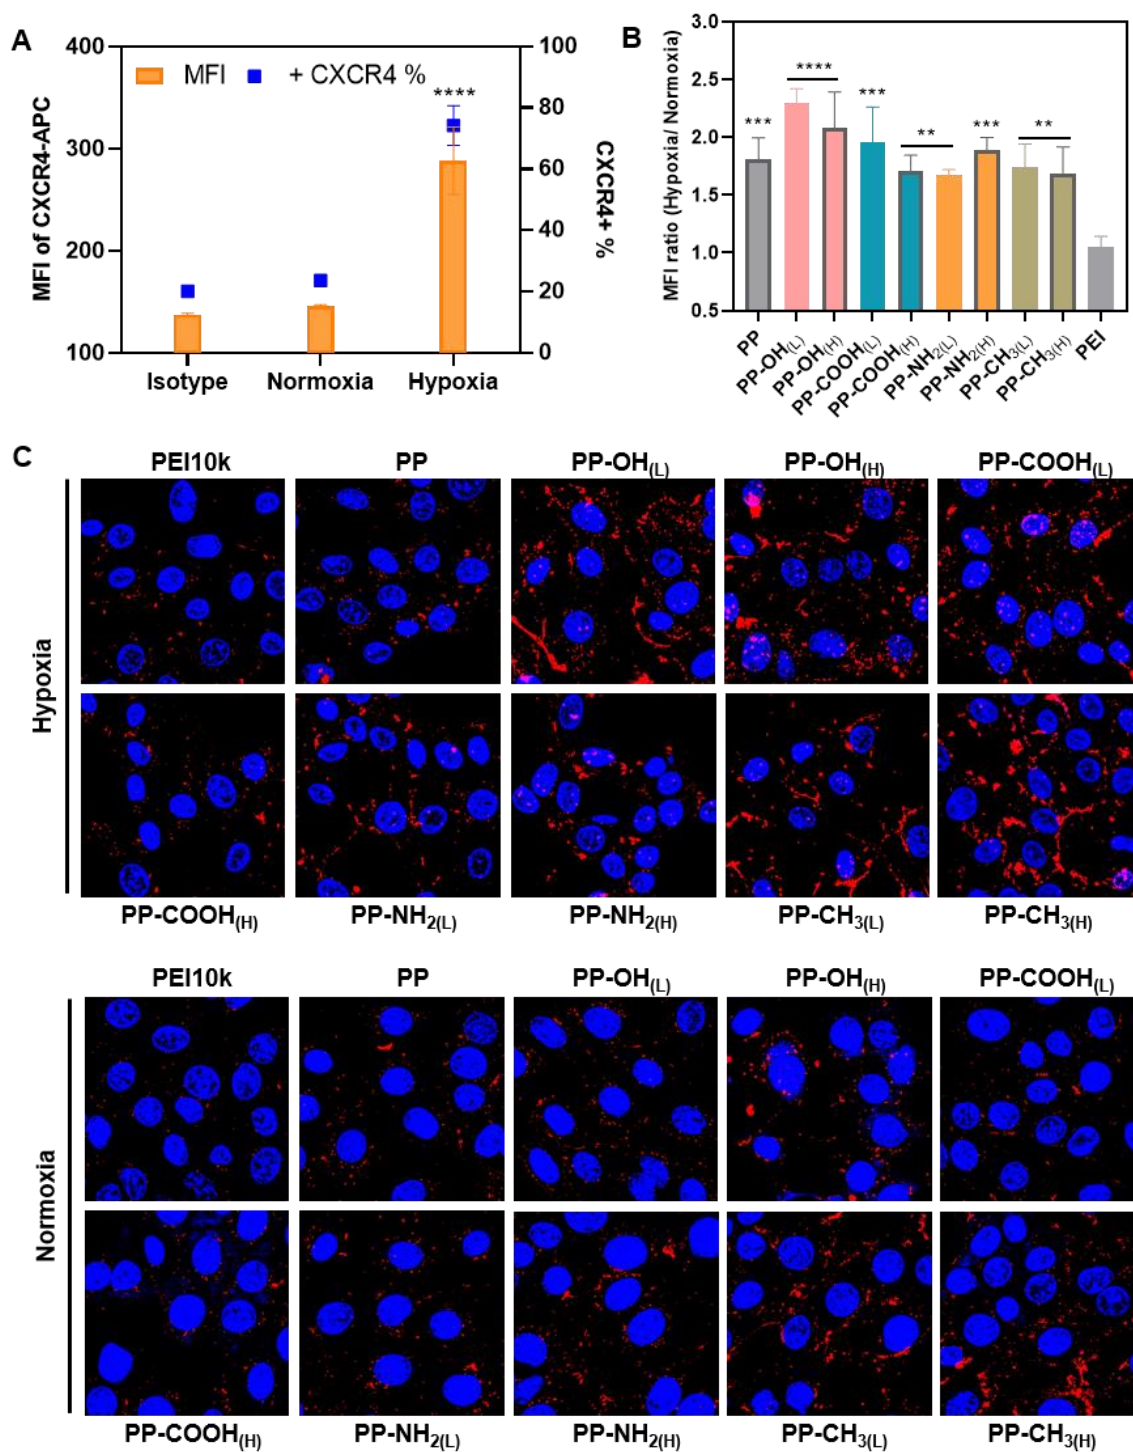 A
400
300
200
100
MFI of CXCR4-APC
MFI
+ CXCR4 %
****
100
80
60
40
20
0
CXCR4+ %
Isotype
Normoxia
Hypoxia
B
3.0
2.5
2.0
1.5
1.0
0.5
MFI ratio (Hypoxia/ Normoxia)
***
****
***
**
***
**
PP
PP-OH(L)
PP-OH(H)
PP-COOH(L)
PP-COOH(H)
PP-NH2(L)
PP-NH2(H)
PP-CH3(L)
PP-CH3(H)
PEI
C
Hypoxia
PEI10k PP PP-OH(L) PP-OH(H) PP-COOH(L)
PP-COOH(H) PP-NH2(L) PP-NH2(H) PP-CH3(L) PP-CH3(H)
Normoxia
PEI10k PP PP-OH(L) PP-OH(H) PP-COOH(L)
PP-COOH(H) PP-NH2(L) PP-NH2(H) PP-CH3(L) PP-CH3(H)